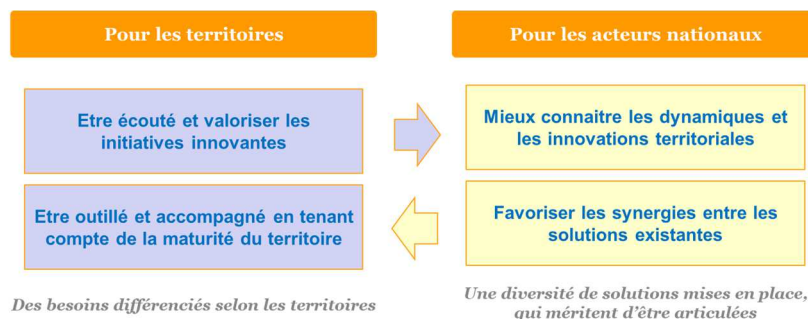 Pour les territoires
Pour les acteurs nationaux
Etre écouté et valoriser les
initiatives innovantes
Mieux connaitre les dynamiques et
les innovations territoriales
Etre outillé et accompagné en tenant
compte de la maturité du territoire
Favoriser les synergies entre les
solutions existantes
Des besoins différenciés selon les territoires
Une diversité de solutions mises en place,
qui méritent d'être articulées